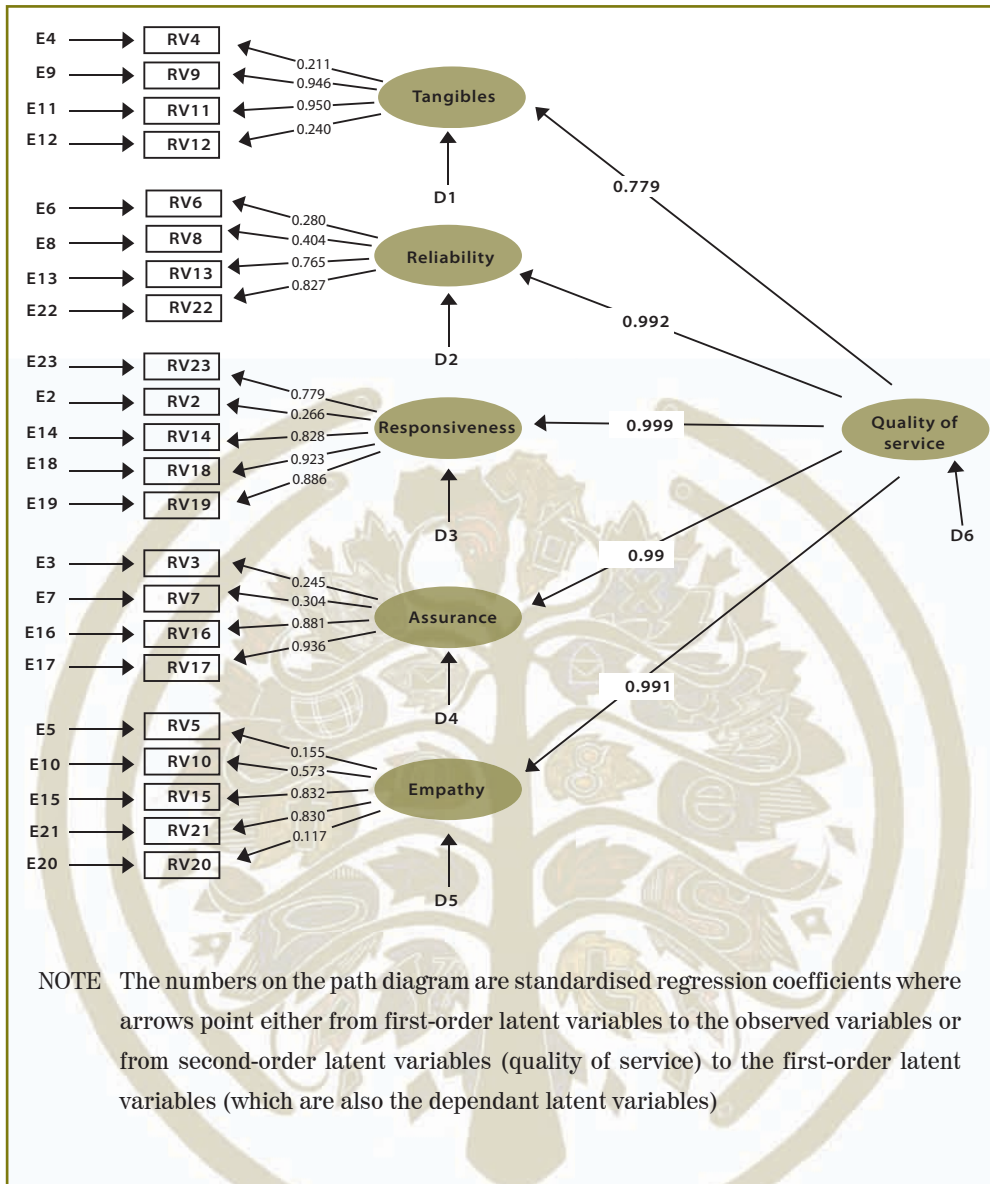 E4 RV4
0.211
E9 RV9
0.946
Tangibles
E11 RV11
0.950
E12 RV12
0.240
D1
0.779
E6 RV6
0.280
E8 RV8
0.404
Reliability
E13 RV13
0.765
E22 RV22
0.827
D2
0.992
E23 RV23
0.779
E2 RV2
0.266
Responsiveness
E14 RV14
0.828
E18 RV18
0.923
E19 RV19
0.886
D3
0.999
Quality of
service
D6
E3 RV3
0.245
E7 RV7
0.304
Assurance
E16 RV16
0.881
E17 RV17
0.936
D4
0.99
E5 RV5
0.155
E10 RV10
0.573
Empathy
E15 RV15
0.832
E21 RV21
0.830
E20 RV20
0.117
D5
0.991
NOTE The numbers on the path diagram are standardised regression coefficients where
arrows point either from first-order latent variables to the observed variables or
from second-order latent variables (quality of service) to the first-order latent
variables (which are also the dependant latent variables)